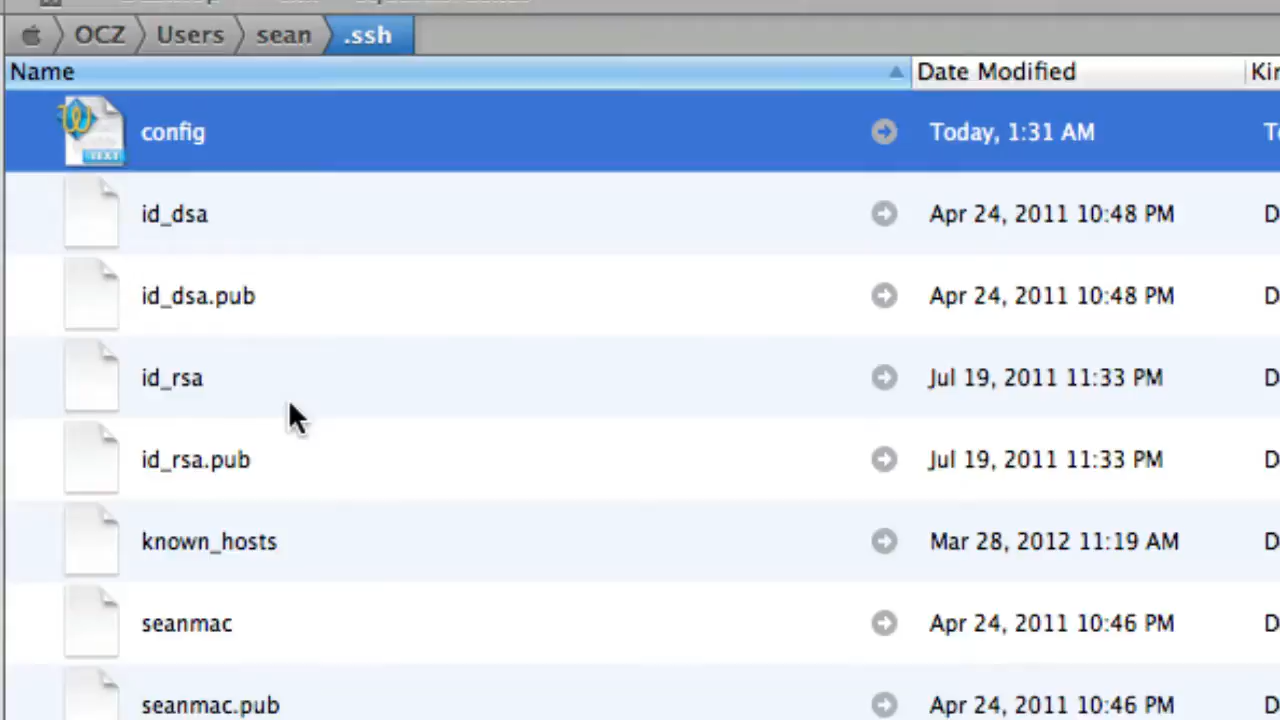 OCZ Users sean .ssh
Name Date Modified
config Today, 1:31 AM
id_dsa Apr 24, 2011 10:48 PM
id_dsa.pub Apr 24, 2011 10:48 PM
id_rsa Jul 19, 2011 11:33 PM
id_rsa.pub Jul 19, 2011 11:33 PM
known_hosts Mar 28, 2012 11:19 AM
seanmac Apr 24, 2011 10:46 PM
seanmac.pub Apr 24, 2011 10:46 PM